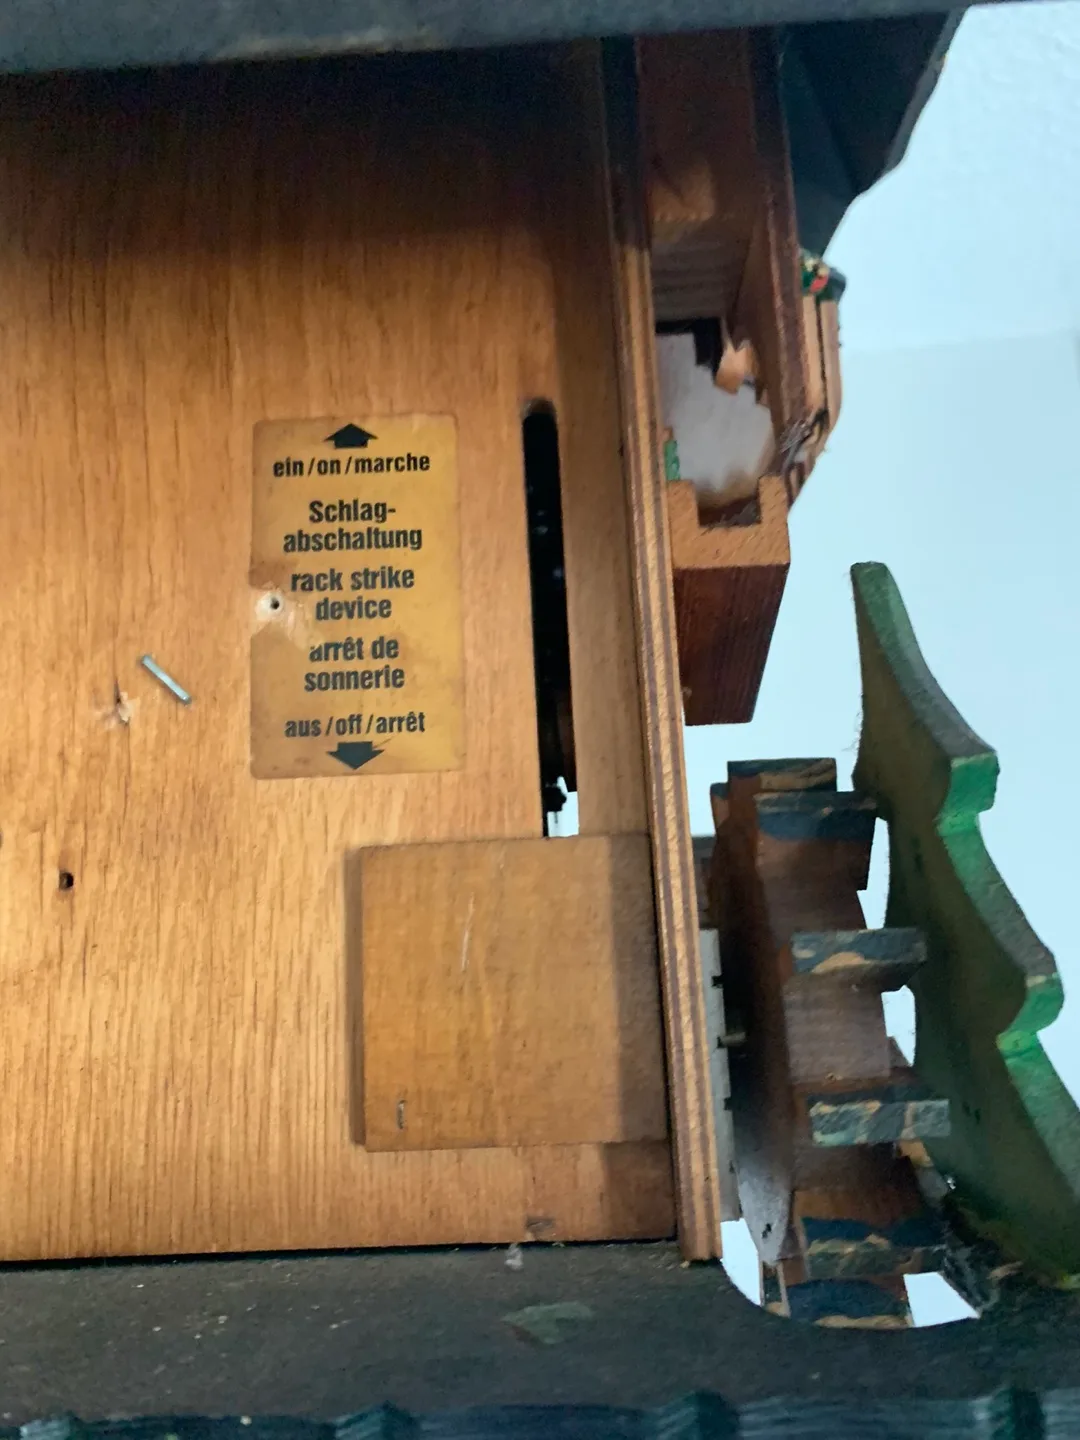 ein/on/marche
Schlag-
abschaltung
rack strike
device
arrêt de
sonnerie
aus/off/arrêt